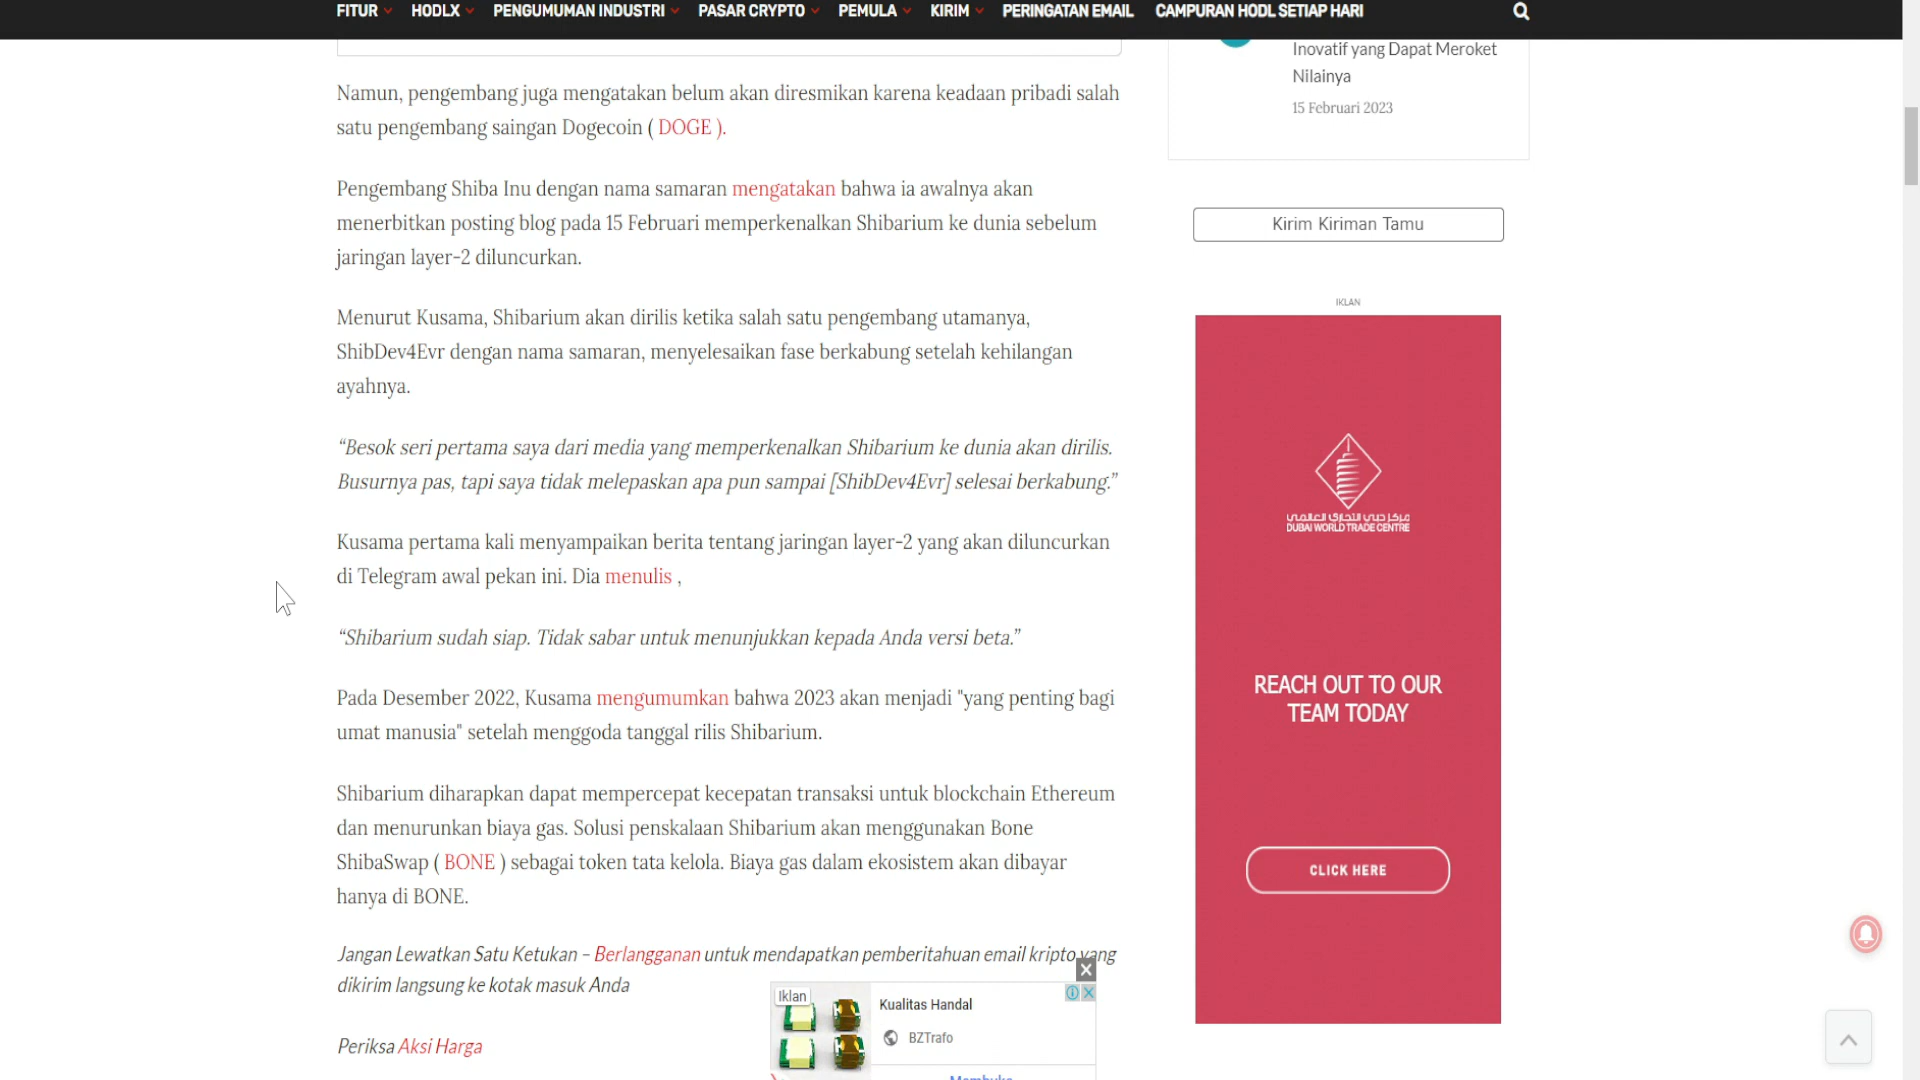 FITUR HODLX PENGUMUMAN INDUSTRI PASAR CRYPTO PEMULA KIRIM PERINGATAN EMAIL CAMPURAN HODL SETIAP HARI
Namun, pengembang juga mengatakan belum akan diresmikan karena keadaan pribadi salah
satu pengembang saingan Dogecoin ( DOGE ).
Pengembang Shiba Inu dengan nama samaran mengatakan bahwa ia awalnya akan
menerbitkan posting blog pada 15 Februari memperkenalkan Shibarium ke dunia sebelum
jaringan layer-2 diluncurkan.
Menurut Kusama, Shibarium akan dirilis ketika salah satu pengembang utamanya,
ShibDev4Evr dengan nama samaran, menyelesaikan fase berkabung setelah kehilangan
ayahnya.
“Besok seri pertama saya dari media yang memperkenalkan Shibarium ke dunia akan dirilis.
Busurnya pas, tapi saya tidak melepaskan apa pun sampai [ShibDev4Evr] selesai berkabung.”
Kusama pertama kali menyampaikan berita tentang jaringan layer-2 yang akan diluncurkan
di Telegram awal pekan ini. Dia menulis ,
“Shibarium sudah siap. Tidak sabar untuk menunjukkan kepada Anda versi beta.”
Pada Desember 2022, Kusama mengumumkan bahwa 2023 akan menjadi "yang penting bagi
umat manusia" setelah menggoda tanggal rilis Shibarium.
Shibarium diharapkan dapat mempercepat kecepatan transaksi untuk blockchain Ethereum
dan menurunkan biaya gas. Solusi penskalaan Shibarium akan menggunakan Bone
ShibaSwap ( BONE ) sebagai token tata kelola. Biaya gas dalam ekosistem akan dibayar
hanya di BONE.
Jangan Lewatkan Satu Ketukan – Berlangganan untuk mendapatkan pemberitahuan email kripto yang
dikirim langsung ke kotak masuk Anda
Periksa Aksi Harga
Iklan
Kualitas Handal
BZTrafo
Membuka
Inovatif yang Dapat Meroket
Nilainya
15 Februari 2023
Kirim Kiriman Tamu
IKLAN
مركز دبي التجاري العالمي
DUBAI WORLD TRADE CENTRE
REACH OUT TO OUR
TEAM TODAY
CLICK HERE